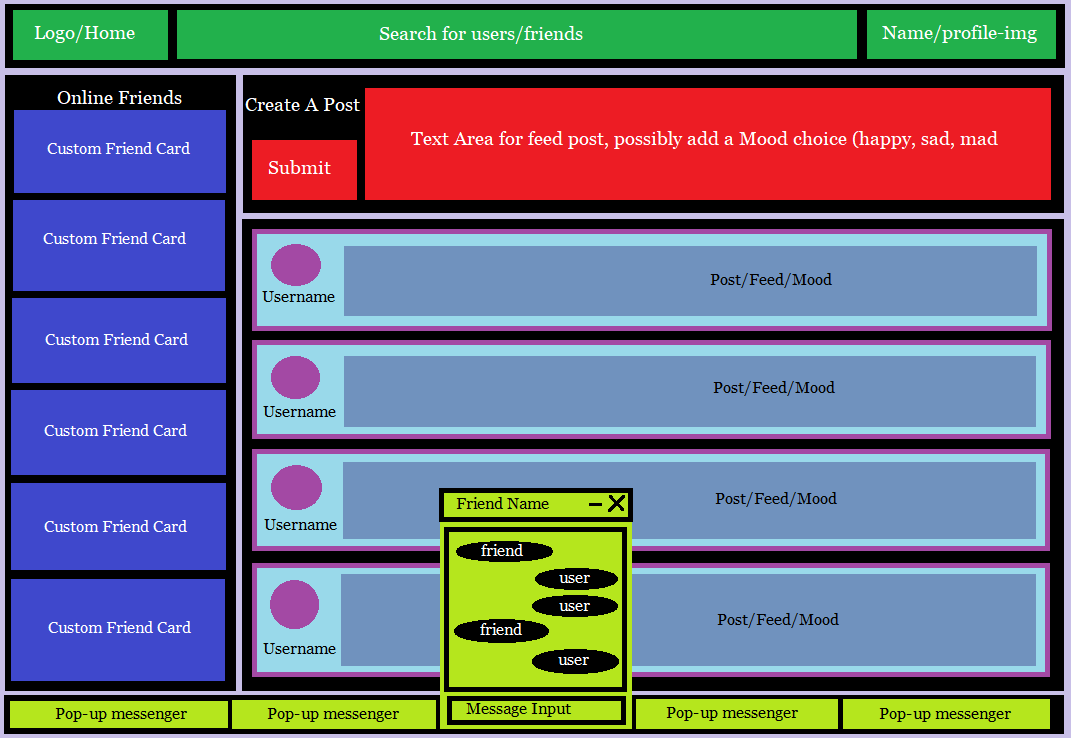 Logo/Home
Search for users/friends
Name/profile-img
Online Friends
Custom Friend Card
Custom Friend Card
Custom Friend Card
Custom Friend Card
Custom Friend Card
Custom Friend Card
Create A Post
Submit
Text Area for feed post, possibly add a Mood choice (happy, sad, mad
Username
Post/Feed/Mood
Username
Post/Feed/Mood
Username
Post/Feed/Mood
Username
Post/Feed/Mood
Friend Name
friend
user
user
friend
user
Message Input
Pop-up messenger
Pop-up messenger
Pop-up messenger
Pop-up messenger